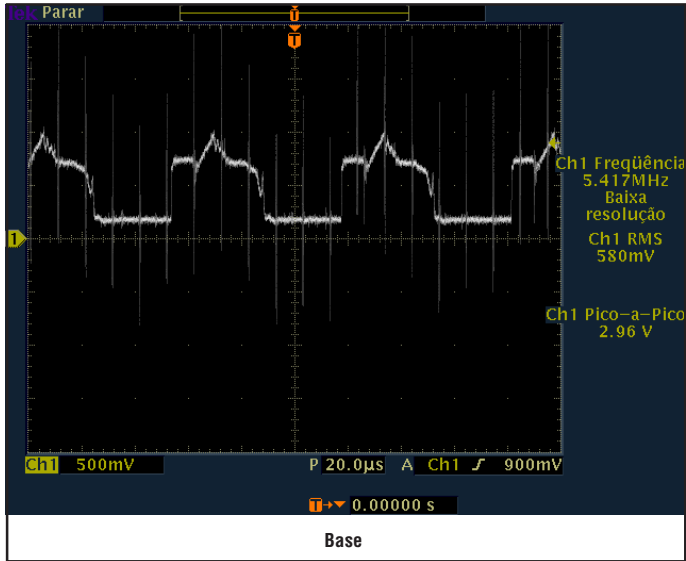 Parar
T
T
Ch1 Freqüência
5.417MHz
Baixa
resolução
1
Ch1 RMS
580mV
Ch1 Pico-a-Pico
2.96 V
Ch1 500mV P 20.0µs A Ch1 ƒ 900mV
T→▼ 0.00000 s
Base